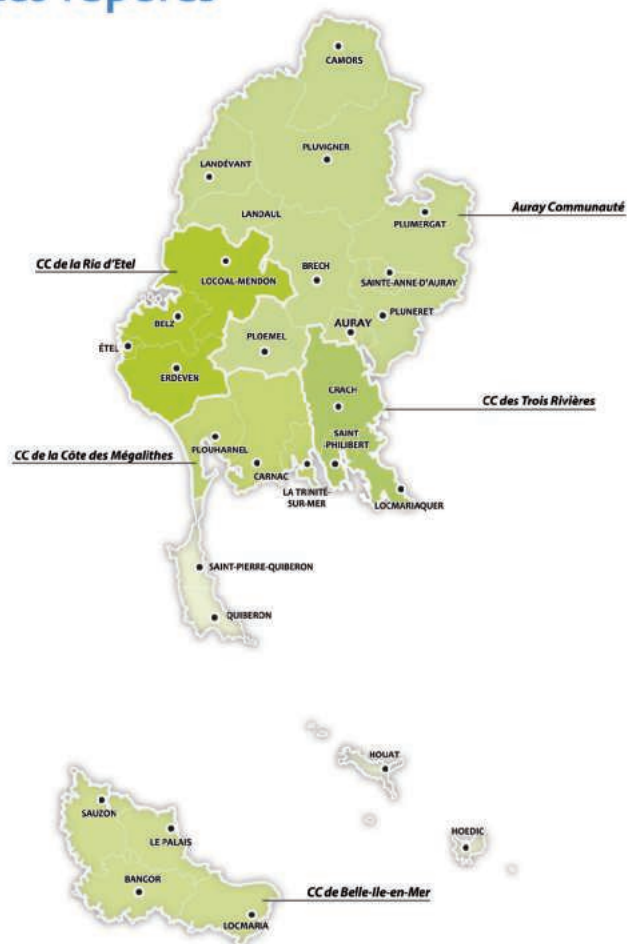 repères
CAMORS
PLUVIGNER
LANDÉVANT
LANDAUL
Auray Communauté
PLUMERGAT
CC de la Ria d'Etel
BRECH
SAINTE-ANNE-D'AURAY
LOCOAL-MENDON
PLUNERET
BELZ
AURAY
PLOEMEL
ÉTEL
ERDEVEN
CRACH
CC des Trois Rivières
SAINT
PHILIBERT
PLOUHARNEL
CC de la Côte des Mégalithes
CARNAC
LA TRINITÉ-
SUR-MER
LOCMARIAQUER
SAINT-PIERRE-QUIBERON
QUIBERON
HOUAT
SAUZON
HOEDIC
LE PALAIS
BANGOR
CC de Belle-Ile-en-Mer
LOCMARIA